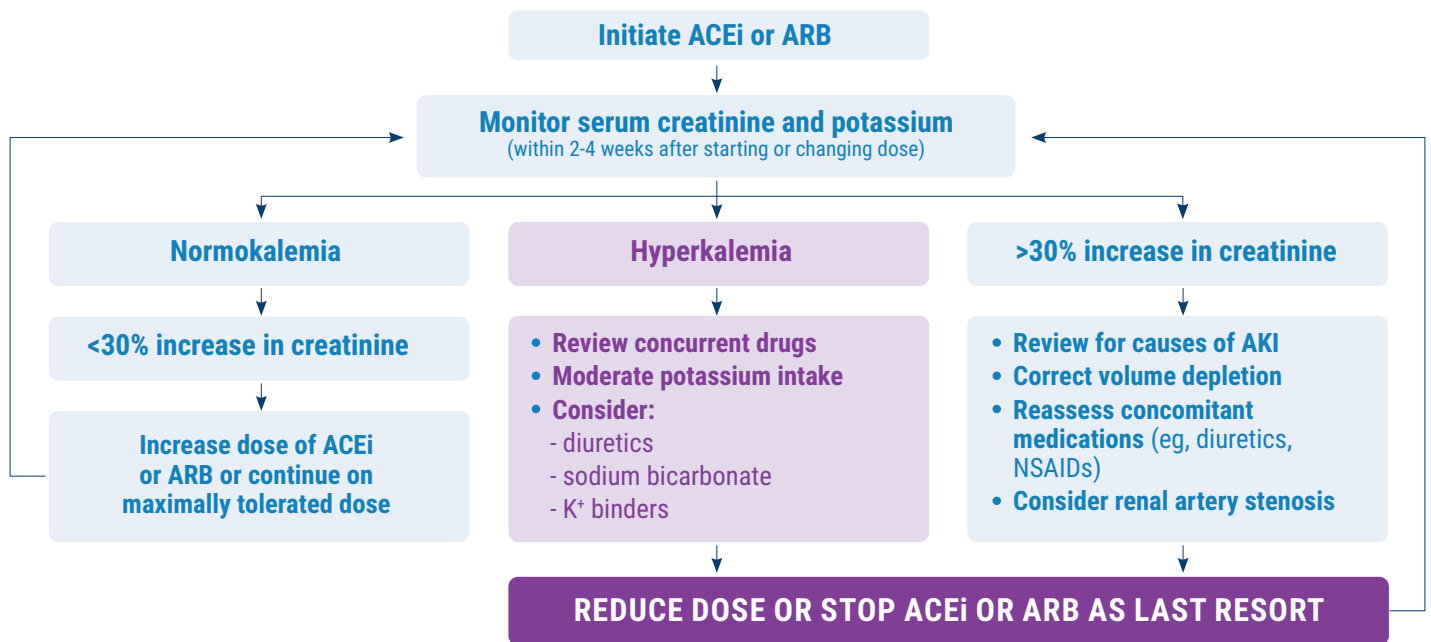 Initiate ACEi or ARB
Monitor serum creatinine and potassium
(within 2-4 weeks after starting or changing dose)
Normokalemia
<30% increase in creatinine
Increase dose of ACEi
or ARB or continue on
maximally tolerated dose
Hyperkalemia
• Review concurrent drugs
• Moderate potassium intake
• Consider:
- diuretics
- sodium bicarbonate
- K⁺ binders
>30% increase in creatinine
• Review for causes of AKI
• Correct volume depletion
• Reassess concomitant
medications (eg, diuretics,
NSAIDs)
• Consider renal artery stenosis
REDUCE DOSE OR STOP ACEi OR ARB AS LAST RESORT